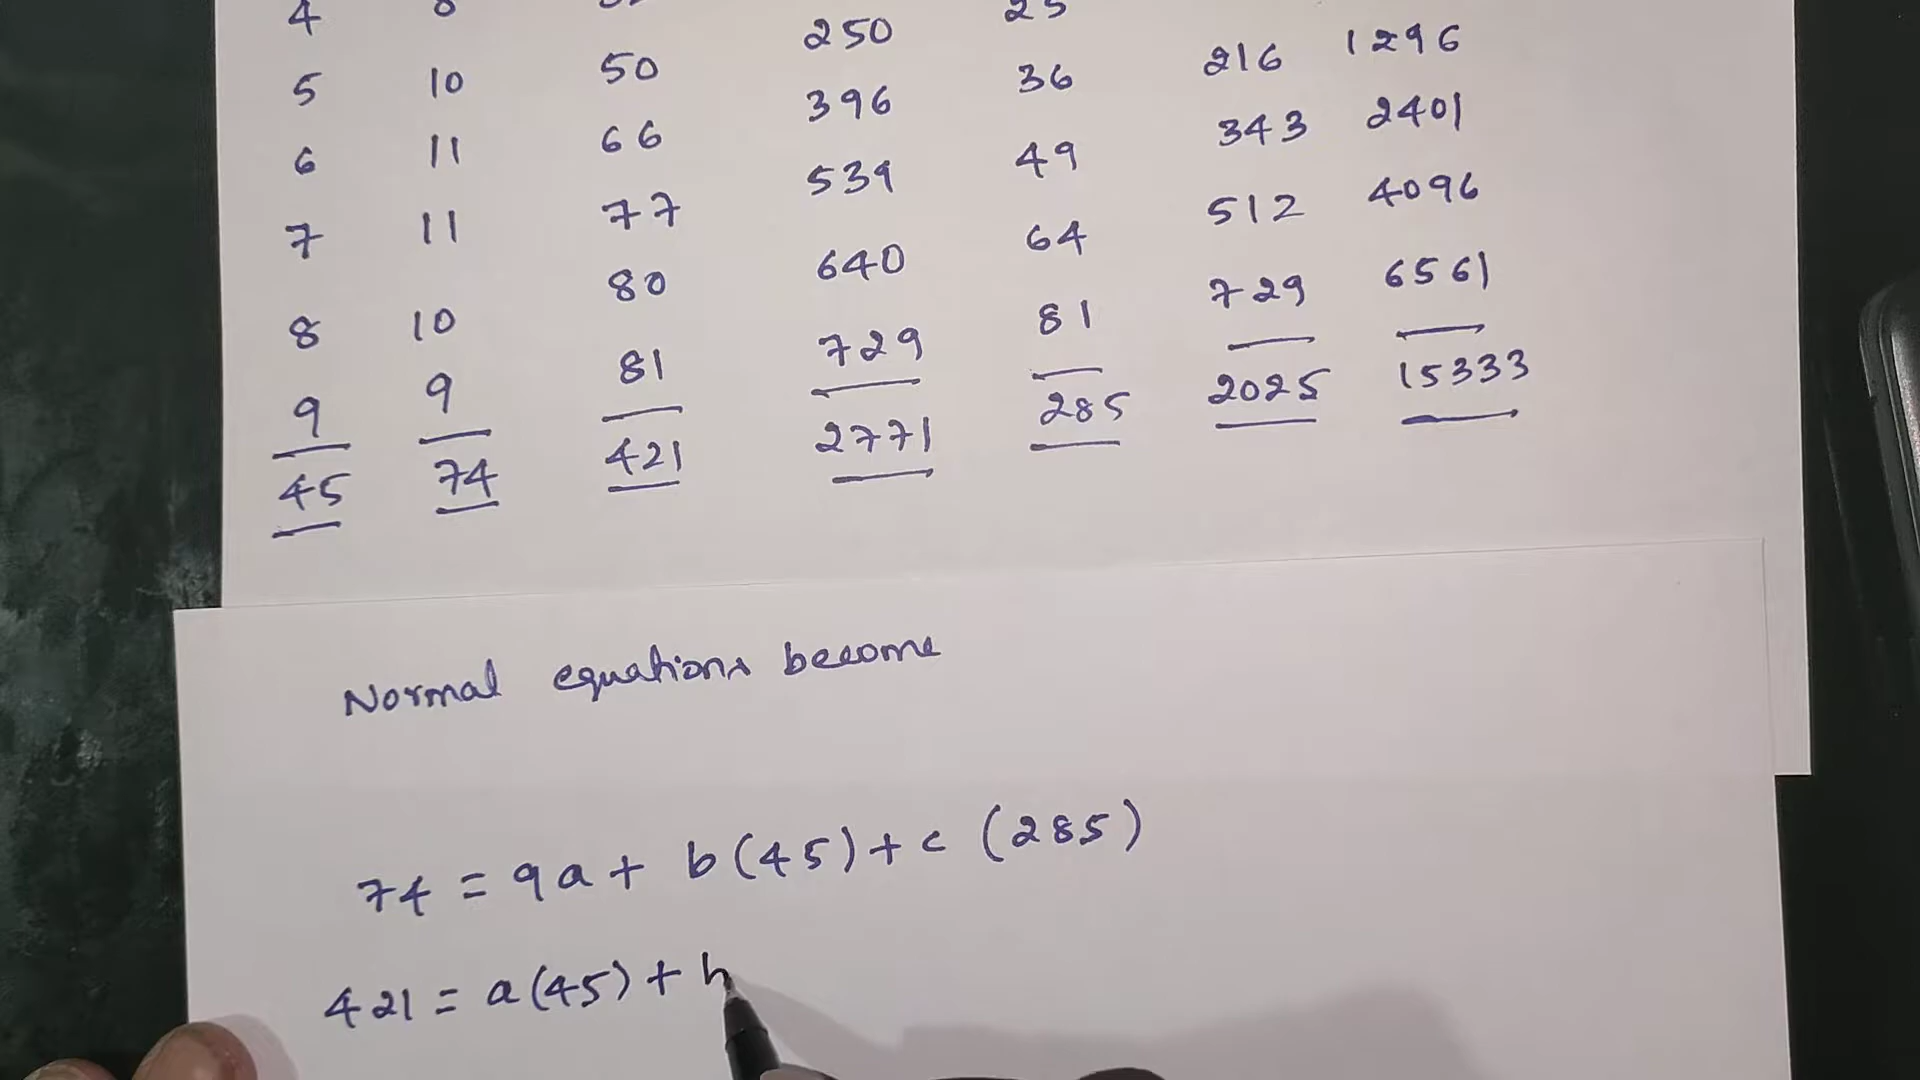 4 8 25
5 10 50 250 36 216 1296
6 11 66 396 49 343 2401
7 11 77 539 64 512 4096
8 10 80 640 81 729 6561
9 9 81 729 285 2025 15333
45 74 421 2771
Normal equations become
74 = 9a + b(45) + c (285)
421 = a(45) + b